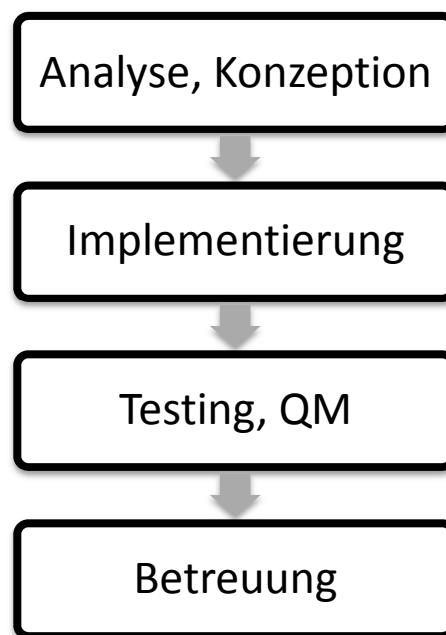 Analyse, Konzeption
Implementierung
Testing, QM
Betreuung